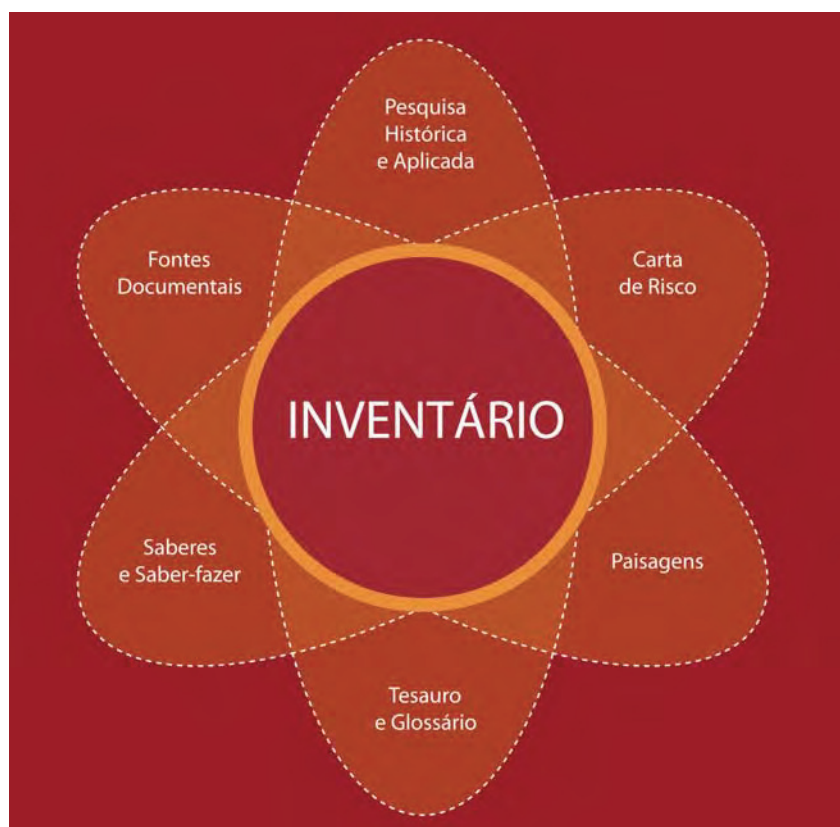 Pesquisa
Histórica
e Aplicada
Fontes
Documentais
Carta
de Risco
INVENTÁRIO
Saberes
e Saber-fazer
Paisagens
Tesauro
e Glossário